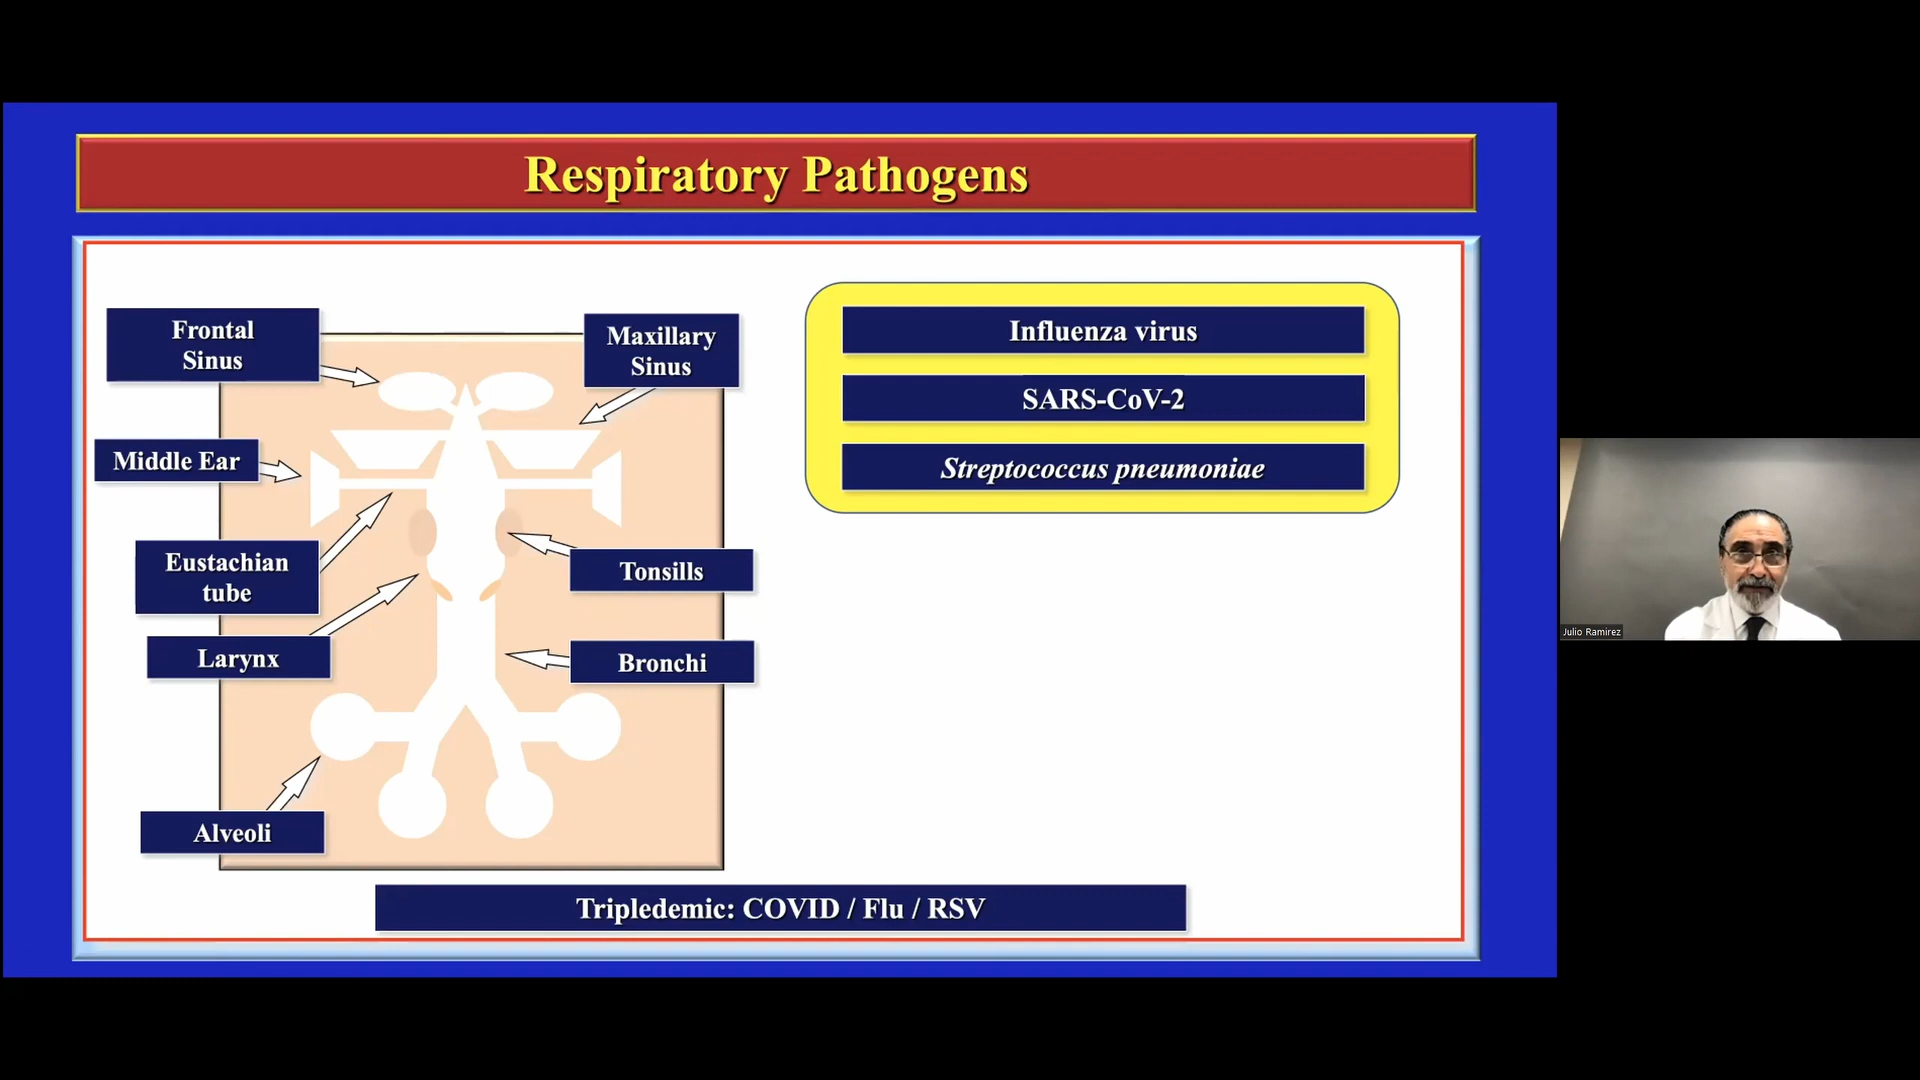 Respiratory Pathogens
Frontal
Sinus
Maxillary
Sinus
Middle Ear
Eustachian
tube
Tonsills
Larynx
Bronchi
Alveoli
Influenza virus
SARS-CoV-2
Streptococcus pneumoniae
Tripledemic: COVID / Flu / RSV
Julio Ramirez